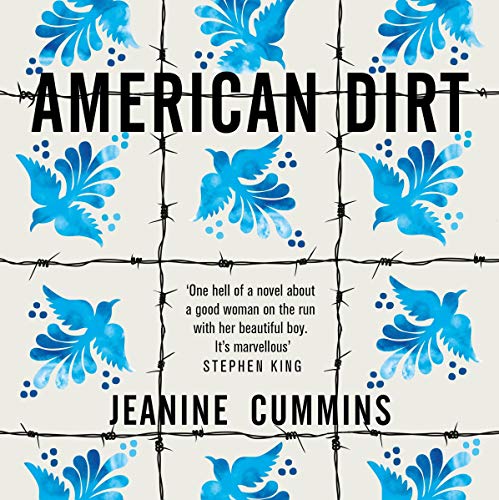 AMERICAN DIRT
‘One hell of a novel about
a good woman on the run
with her beautiful boy.
It’s marvellous’
STEPHEN KING
JEANINE CUMMINS